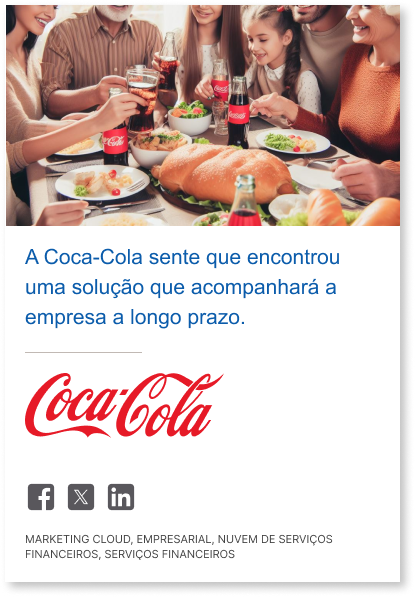 A Coca-Cola sente que encontrou
uma solução que acompanhará a
empresa a longo prazo.
Coca-Cola
MARKETING CLOUD, EMPRESARIAL, NUVEM DE SERVIÇOS
FINANCEIROS, SERVIÇOS FINANCEIROS